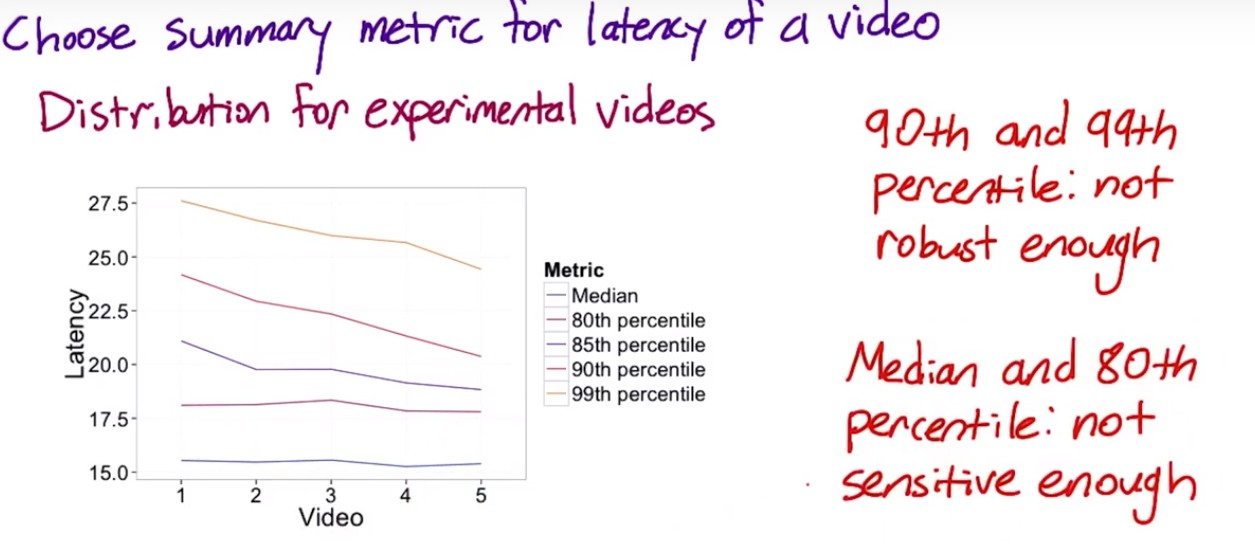 Choose summary metric for latency of a video
Distribution for experimental videos
90th and 99th
percentile: not
robust enough
Median and 80th
percentile: not
sensitive enough
27.5
25.0
22.5
20.0
17.5
15.0
Latency
1 2 3 4 5
Video
Metric
Median
80th percentile
85th percentile
90th percentile
99th percentile